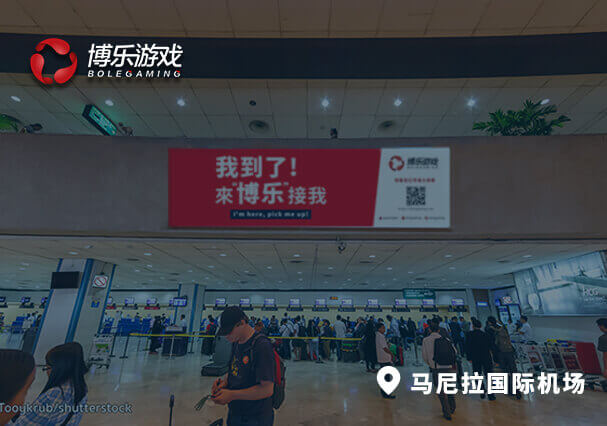 博乐游戏
BOLEGAMING
我到了!
來"博乐"接我
I'm here, pick me up!
博乐游戏
马尼拉国际机场
Tooykrub/shutterstock